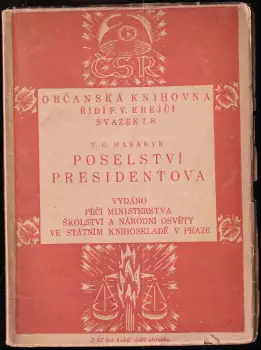 ČSR
OBČANSKÁ KNIHOVNA
ŘÍDÍ F. V. KREJČÍ
SVAZEK 7. 8.
T. G. MASARYK
POSELSTVÍ
PRESIDENTOVA
VYDÁNO
PÉČÍ MINISTERSTVA
ŠKOLSTVÍ A NÁRODNÍ OSVĚTY
VE STÁTNÍM KNIHOSKLADĚ V PRAZE